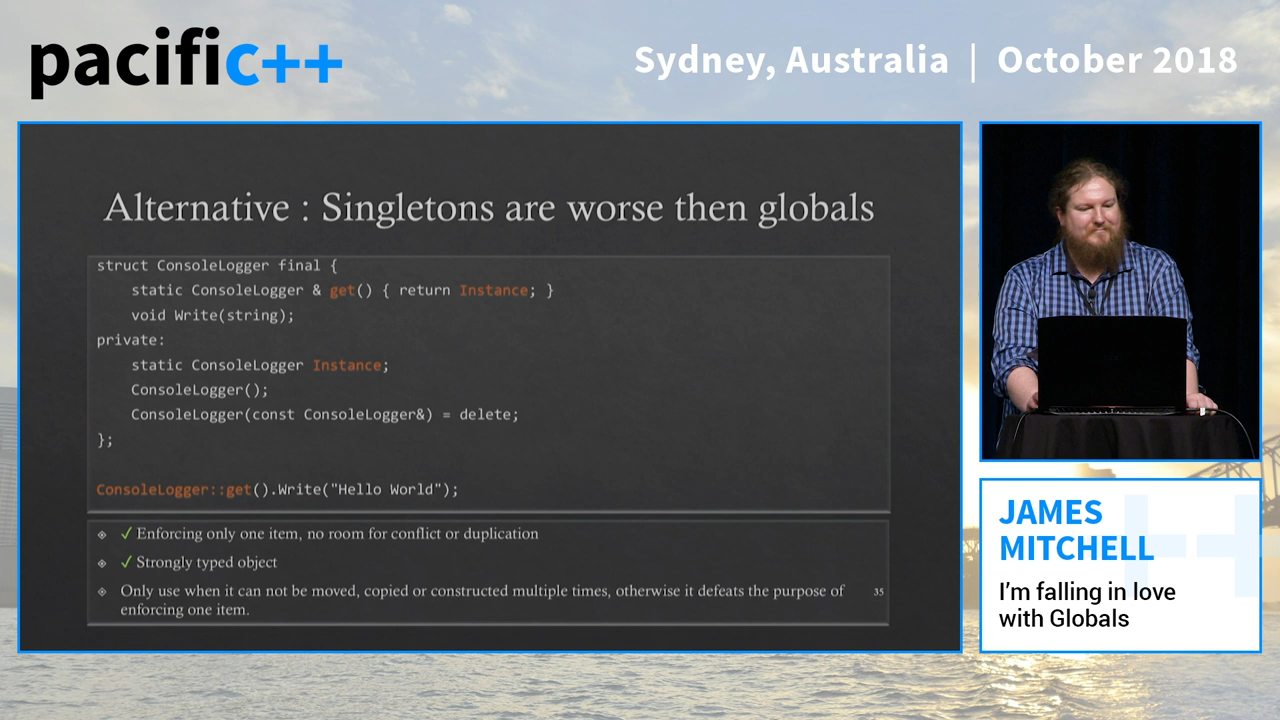 pacific++
Sydney, Australia | October 2018
Alternative : Singletons are worse then globals
struct ConsoleLogger final {
static ConsoleLogger & get() { return Instance; }
void Write(string);
private:
static ConsoleLogger Instance;
ConsoleLogger();
ConsoleLogger(const ConsoleLogger&) = delete;
};
ConsoleLogger::get().Write("Hello World");
✓ Enforcing only one item, no room for conflict or duplication
✓ Strongly typed object
Only use when it can not be moved, copied or constructed multiple times, otherwise it defeats the purpose of
enforcing one item.
35
JAMES
MITCHELL
I'm falling in love
with Globals